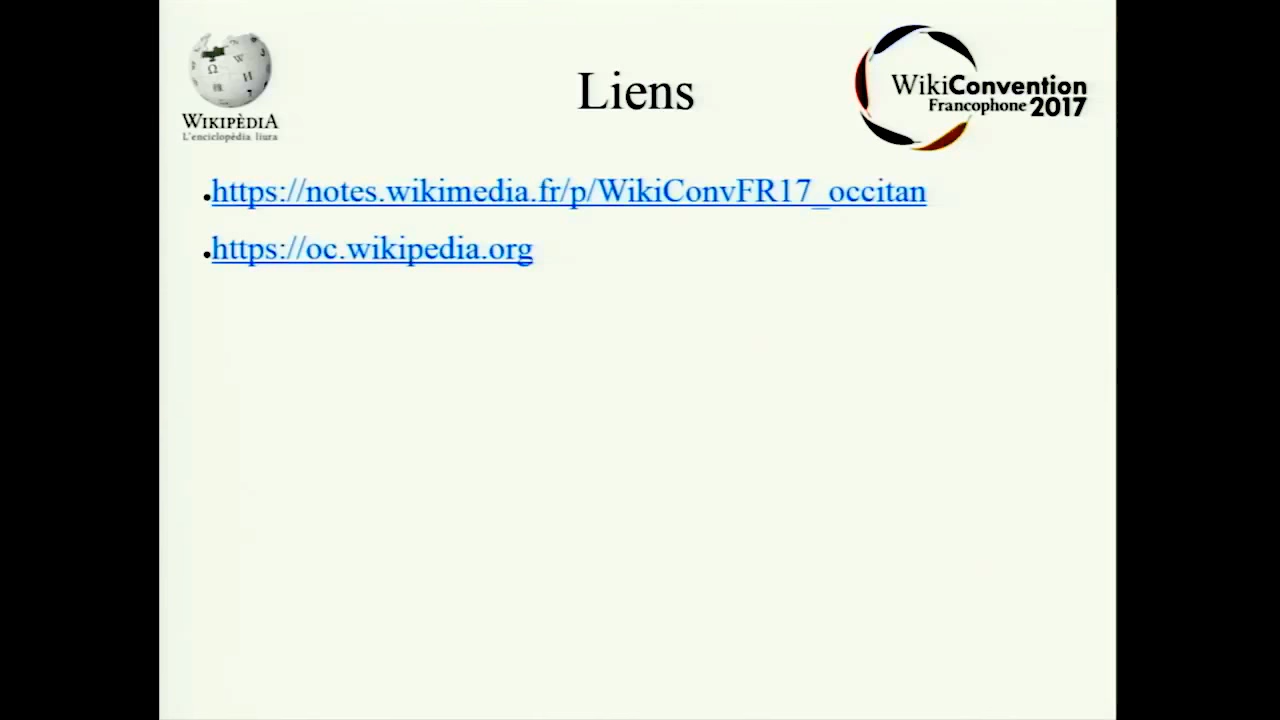 WIKIPÈDIA
L'enciclopèdia liura
Liens
WikiConvention
Francophone 2017
https://notes.wikimedia.fr/p/WikiConvFR17_occitan
https://oc.wikipedia.org